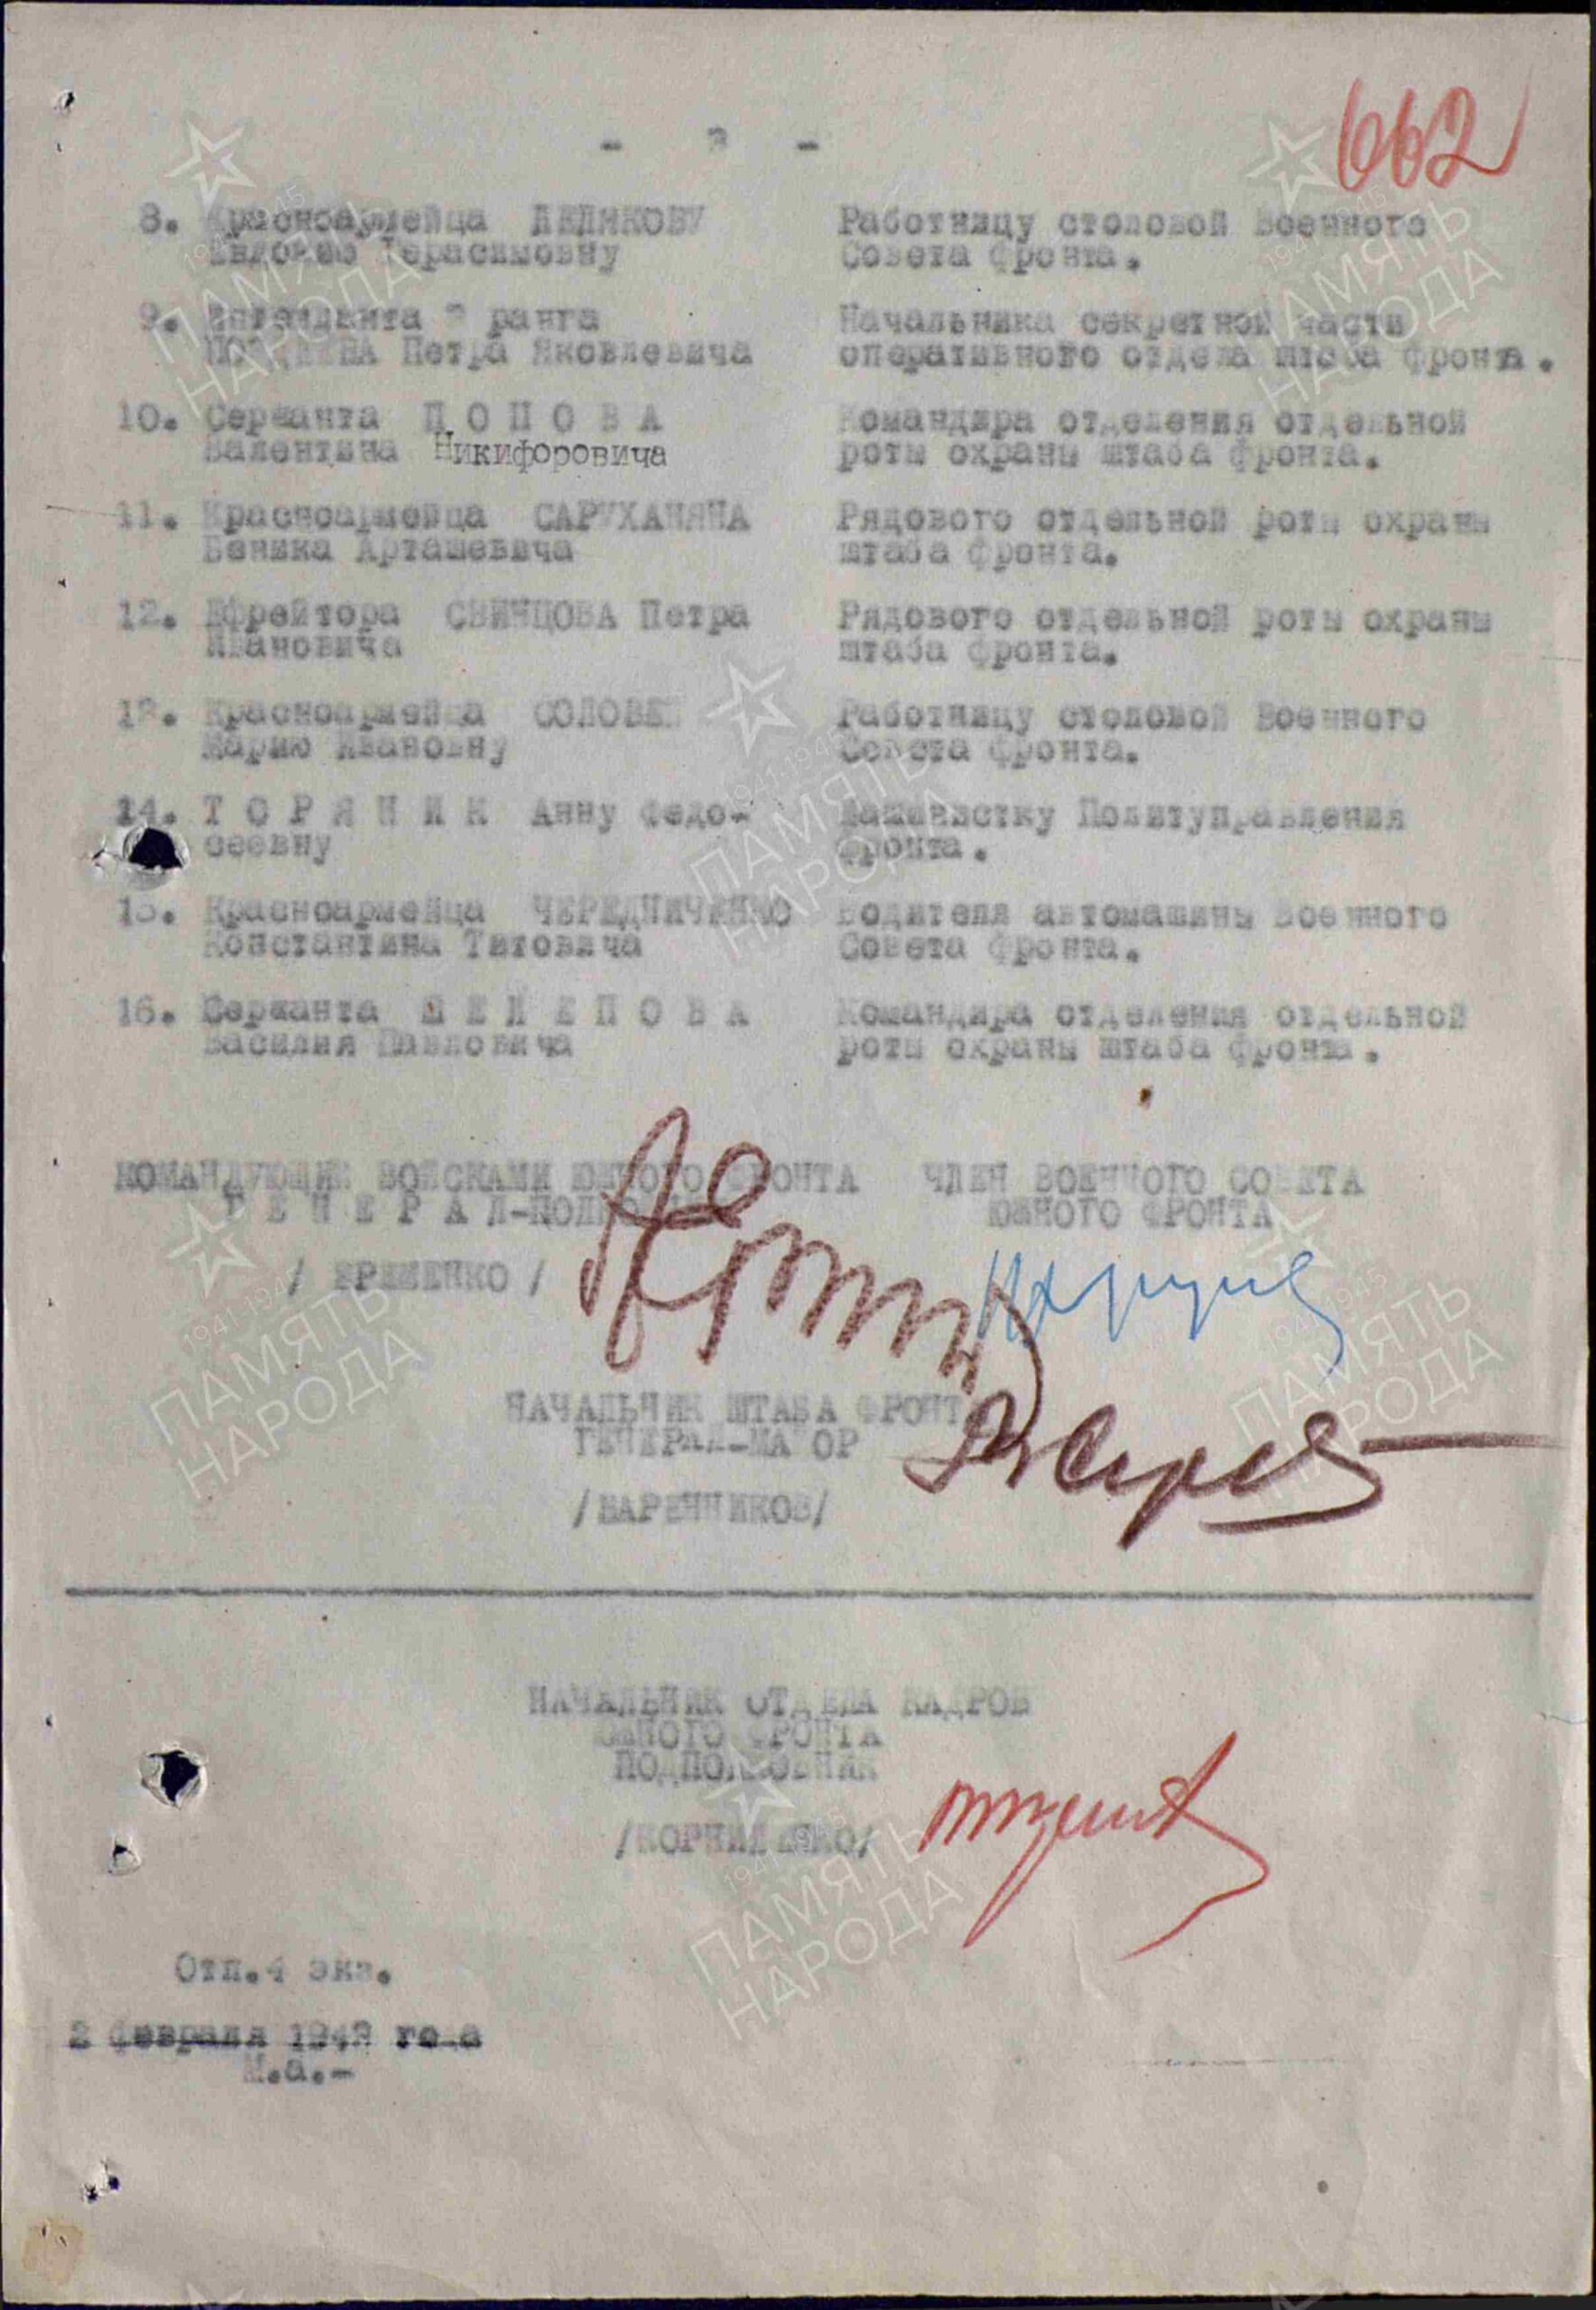 662
- 3 -
8. Красноармейца ДЕДЯКОВУ Работницу столовой Военного
Евдокию Герасимовну Совета фронта.
9. Интенданта 3 ранга Начальника секретной части
Петра Яковлевича оперативного отдела штаба фронта.
10. Сержанта П О П О В А Командира отделения отдельной
Валентина Никифоровича роты охраны штаба фронта.
11. Красноармейца САРУХАНЯНА Рядового отдельной роты охраны
Беника Арташевича штаба фронта.
12. Ефрейтора СВИНЦОВА Петра Рядового отдельной роты охраны
Ивановича штаба фронта.
13. Красноармейца Работницу столовой Военного
Марию Ивановну Совета фронта.
14. Т О Р Я Н И К Анну Федо- Машинистку Политуправления
сеевну фронта.
15. Красноармейца ЧЕРЕДНИЧЕНКО Водителя автомашины Военного
Константина Титовича Совета фронта.
16. Сержанта Ш Е Л Е П О В А Командира отделения отдельной
Василия Павловича роты охраны штаба фронта.
КОМАНДУЮЩИЙ ВОЙСКАМИ ЮЖНОГО ФРОНТА ЧЛЕН ВОЕННОГО СОВЕТА
Г Е Н Е Р А Л-ПОЛКОВНИК ЮЖНОГО ФРОНТА
/ ЕРЕМЕНКО /
НАЧАЛЬНИК ШТАБА ФРОНТА
ГЕНЕРАЛ-МАЙОР
/ВАРЕННИКОВ/
НАЧАЛЬНИК ОТДЕЛА КАДРОВ
ЮЖНОГО ФРОНТА
ПОДПОЛКОВНИК
/КОРНИЕНКО/
Отп.4 экз.
2 февраля 1943 года
М.а.-